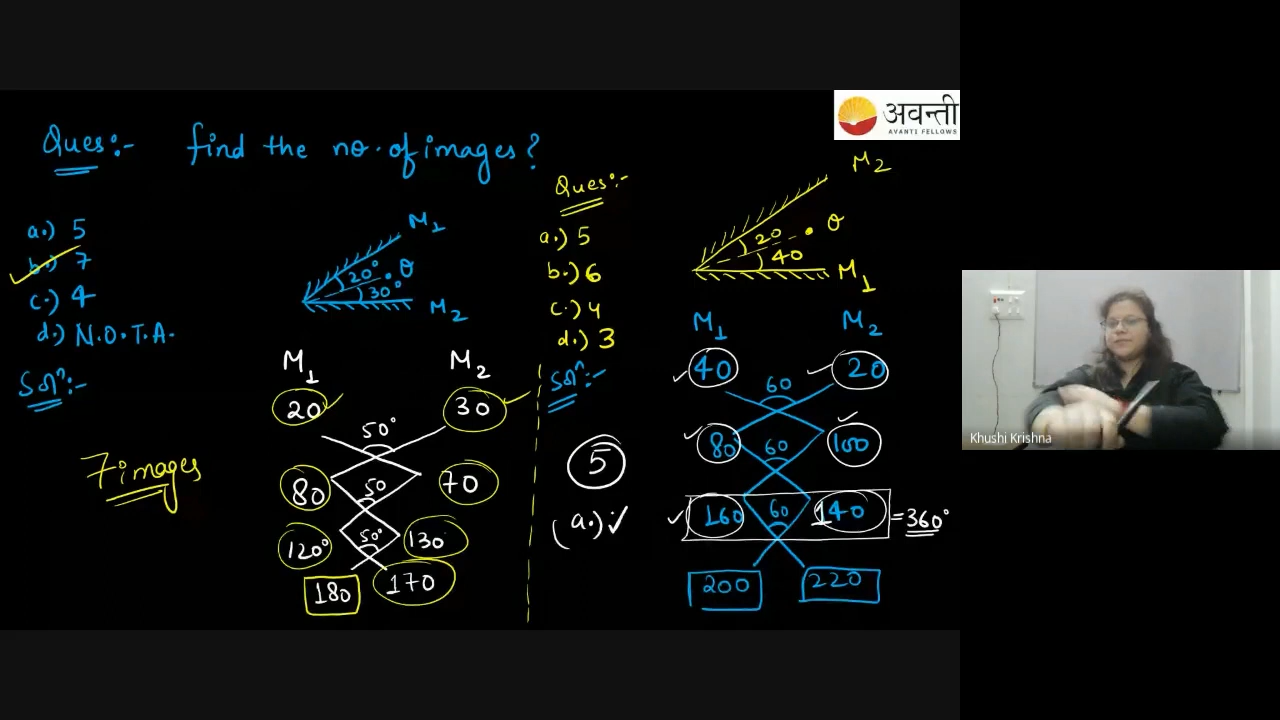 अवन्ती
AVANTI FELLOWS
Ques:- find the no. of images?
a.) 5
b.) 7
c.) 4
d.) N.O.T.A.
M1
20° O
30°
M2
Soln:-
7 images
M1 M2
20 30
50°
80 70
50
120° 50° 130
180 170
Ques:-
a.) 5
b.) 6
c.) 4
d.) 3
M2
20 O
40
M1
Soln:-
5
(a.) ✓
M1 M2
40 20
60
80 60 100
160 60 140 = 360°
200 220
Khushi Krishna